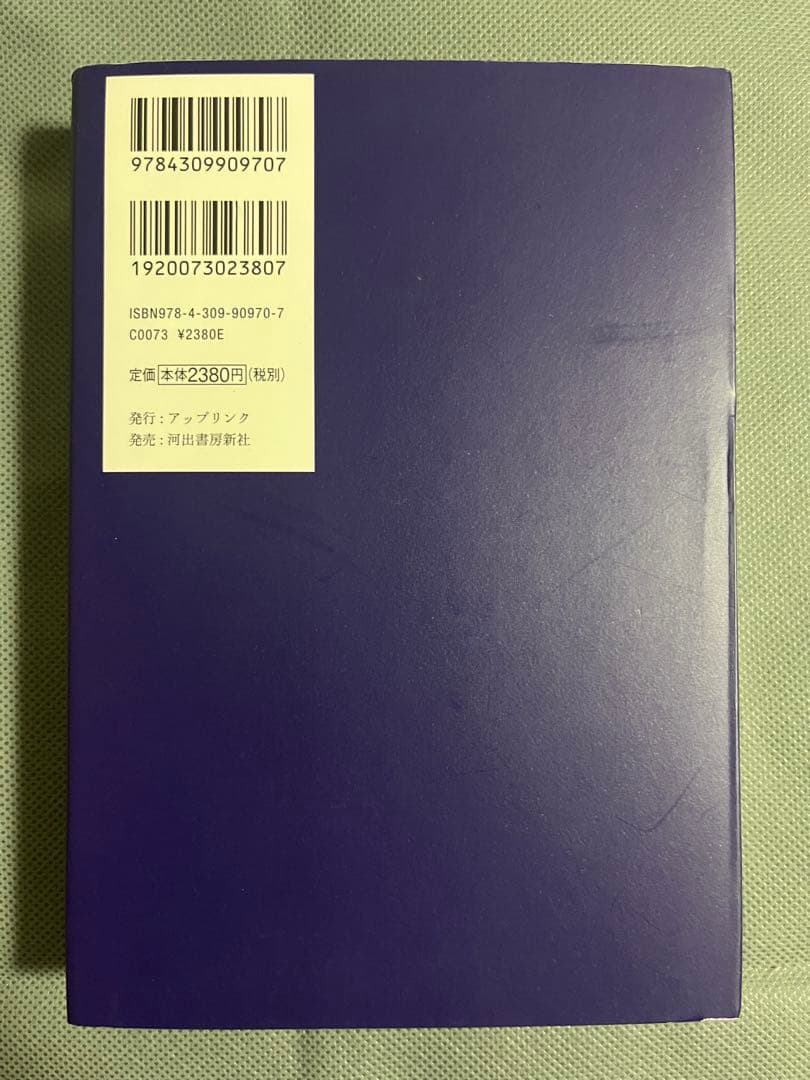 9784309909707
1920073023807
ISBN978-4-309-90970-7
C0073 ¥2380E
定価 本体2380円 (税別)
発行 : アップリンク
発売 : 河出書房新社